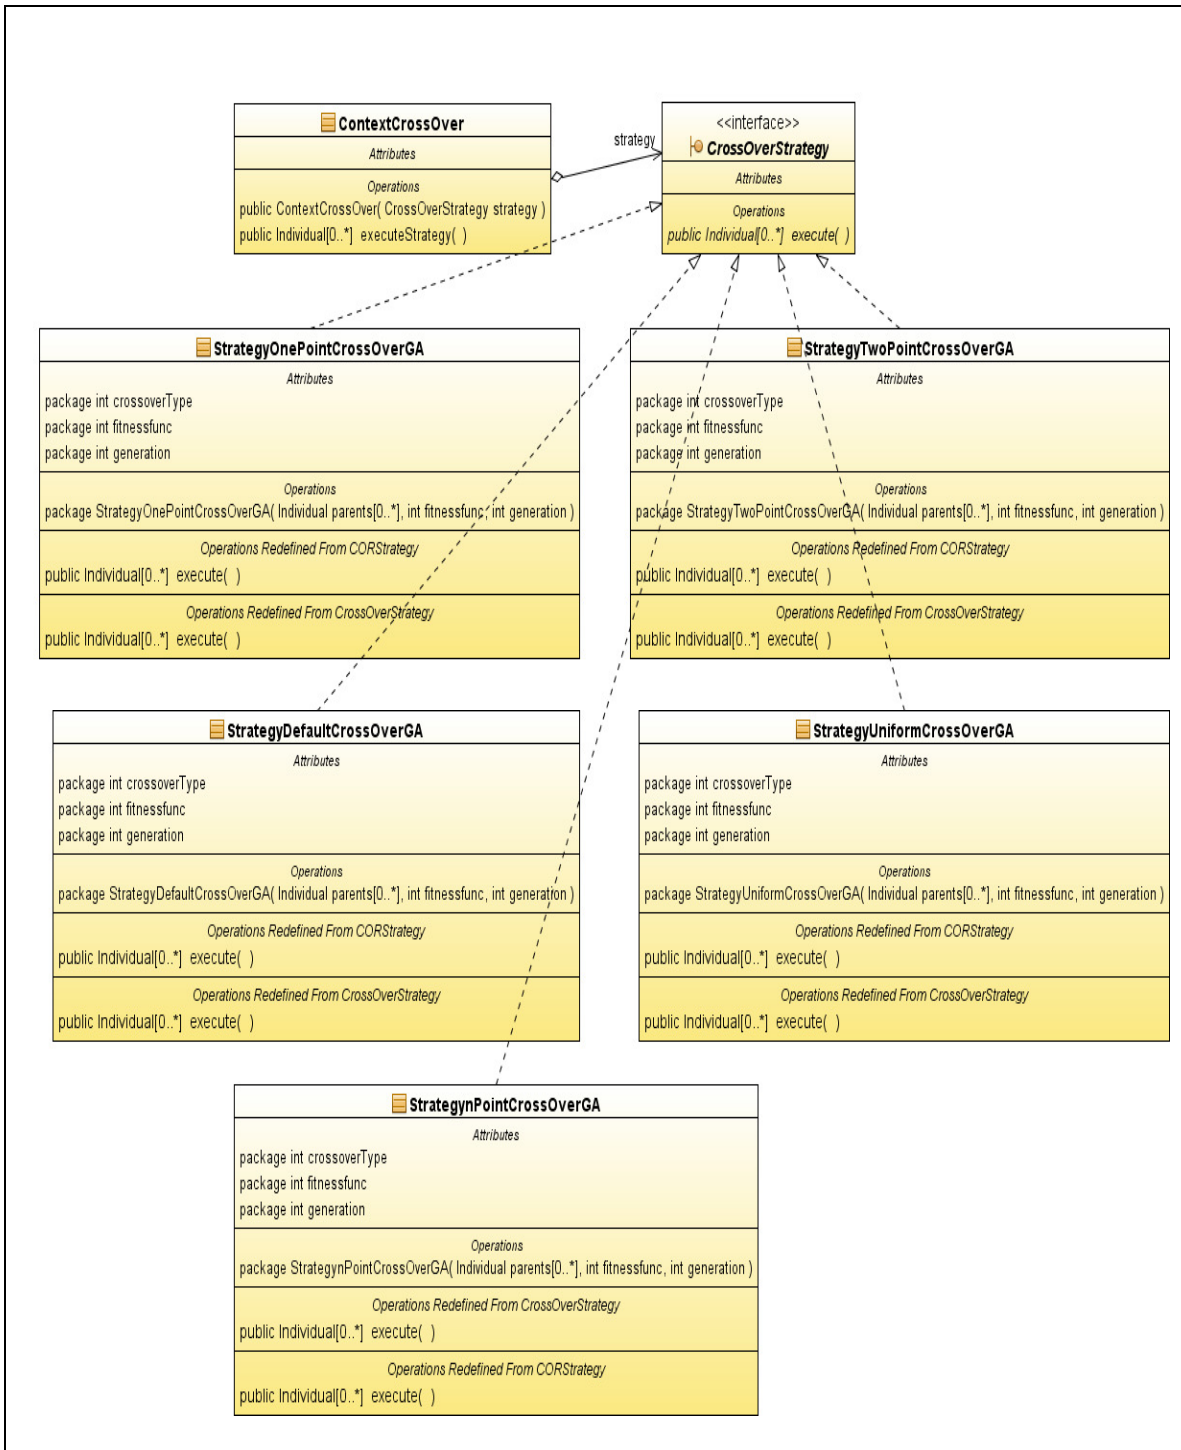 ContextCrossOver
Attributes
Operations
public ContextCrossOver( CrossOverStrategy strategy )
public Individual[0..*]  executeStrategy(  )
strategy
<<interface>>
CrossOverStrategy
Attributes
Operations
public Individual[0..*]  execute(  )
StrategyOnePointCrossOverGA
Attributes
package int crossoverType
package int fitnessfunc
package int generation
Operations
package StrategyOnePointCrossOverGA( Individual parents[0..*], int fitnessfunc, int generation )
Operations Redefined From CORStrategy
public Individual[0..*]  execute(  )
Operations Redefined From CrossOverStrategy
public Individual[0..*]  execute(  )
StrategyTwoPointCrossOverGA
Attributes
package int crossoverType
package int fitnessfunc
package int generation
Operations
package StrategyTwoPointCrossOverGA( Individual parents[0..*], int fitnessfunc, int generation )
Operations Redefined From CORStrategy
public Individual[0..*]  execute(  )
Operations Redefined From CrossOverStrategy
public Individual[0..*]  execute(  )
StrategyDefaultCrossOverGA
Attributes
package int crossoverType
package int fitnessfunc
package int generation
Operations
package StrategyDefaultCrossOverGA( Individual parents[0..*], int fitnessfunc, int generation )
Operations Redefined From CORStrategy
public Individual[0..*]  execute(  )
Operations Redefined From CrossOverStrategy
public Individual[0..*]  execute(  )
StrategyUniformCrossOverGA
Attributes
package int crossoverType
package int fitnessfunc
package int generation
Operations
package StrategyUniformCrossOverGA( Individual parents[0..*], int fitnessfunc, int generation )
Operations Redefined From CORStrategy
public Individual[0..*]  execute(  )
Operations Redefined From CrossOverStrategy
public Individual[0..*]  execute(  )
StrategynPointCrossOverGA
Attributes
package int crossoverType
package int fitnessfunc
package int generation
Operations
package StrategynPointCrossOverGA( Individual parents[0..*], int fitnessfunc, int generation )
Operations Redefined From CrossOverStrategy
public Individual[0..*]  execute(  )
Operations Redefined From CORStrategy
public Individual[0..*]  execute(  )